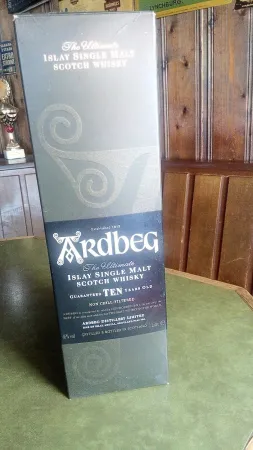 LYNCHBURG
The Ultimate
ISLAY SINGLE MALT
SCOTCH WHISKY
ARDBEG
The Ultimate
ISLAY SINGLE MALT
SCOTCH WHISKY
GUARANTEED TEN YEARS OLD
NON CHILL-FILTERED
ARDBEG DISTILLERY LIMITED